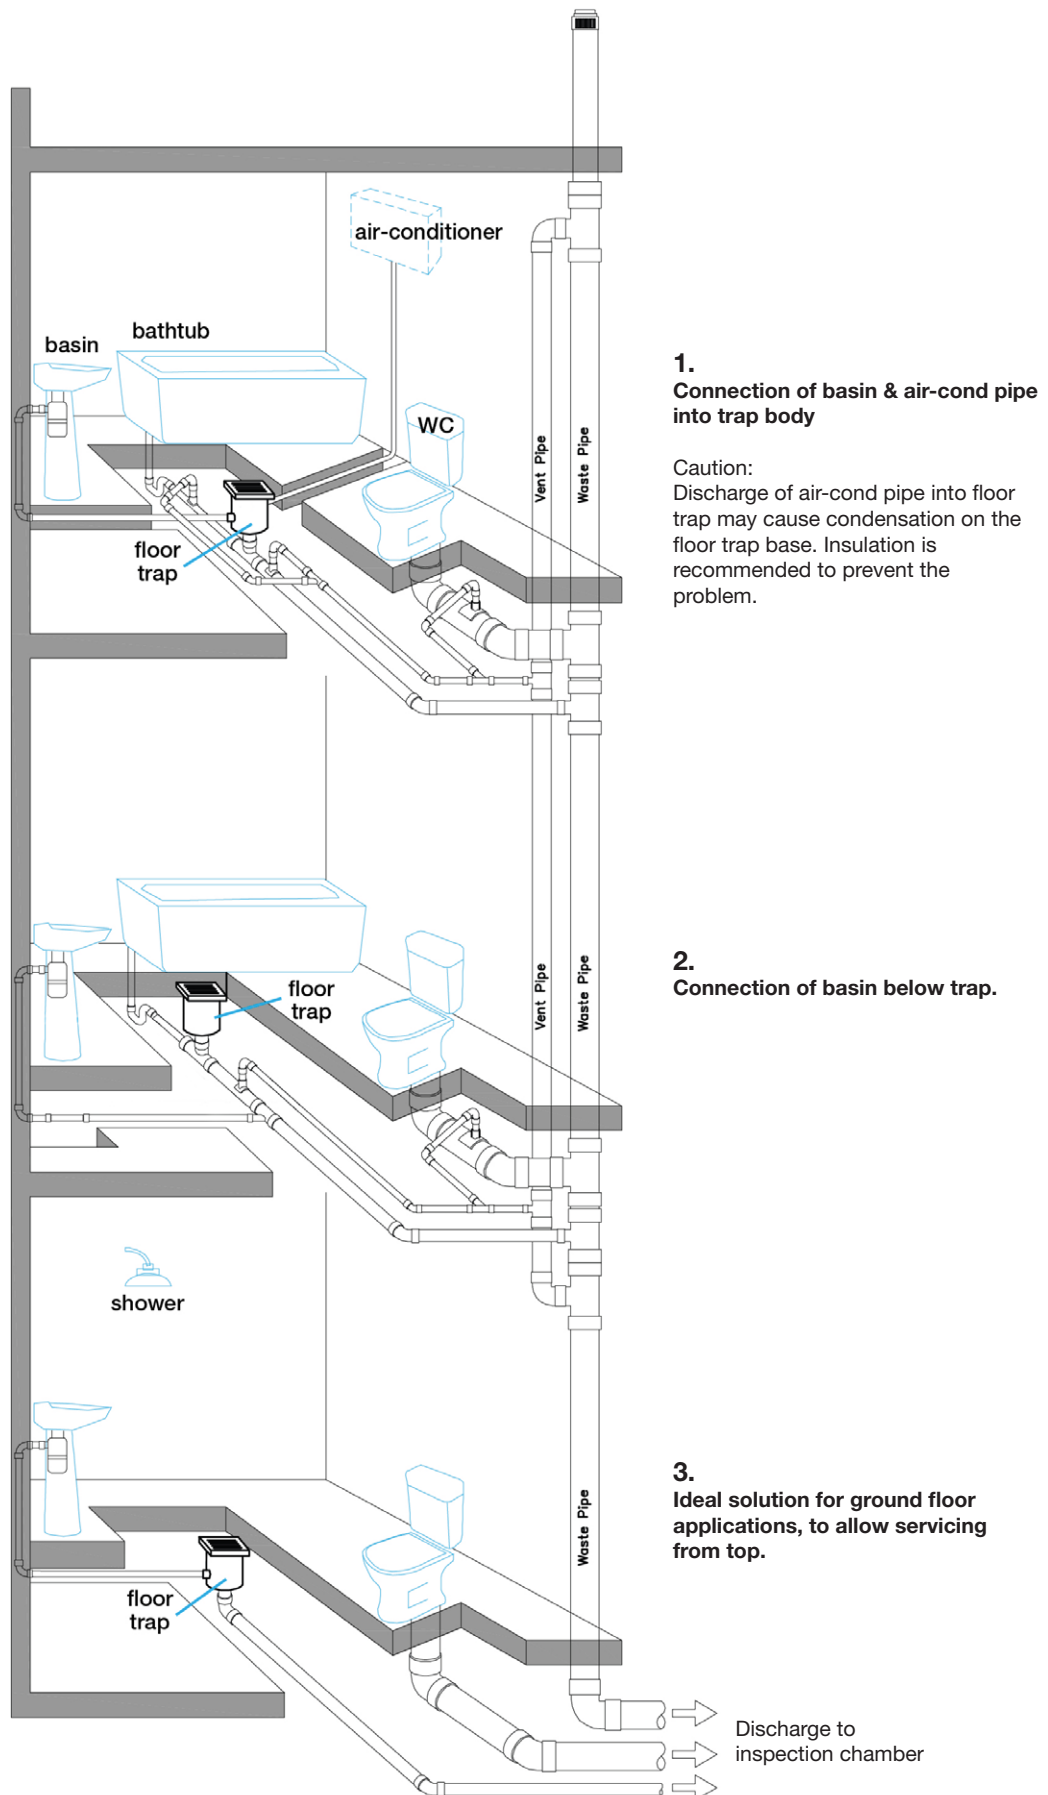 air-conditioner
bathtub
basin
WC
Vent Pipe
Waste Pipe
floor
trap
1.
Connection of basin & air-cond pipe
into trap body
Caution:
Discharge of air-cond pipe into floor
trap may cause condensation on the
floor trap base. Insulation is
recommended to prevent the
problem.
floor
trap
Vent Pipe
Waste Pipe
2.
Connection of basin below trap.
shower
floor
trap
Waste Pipe
3.
Ideal solution for ground floor
applications, to allow servicing
from top.
Discharge to
inspection chamber